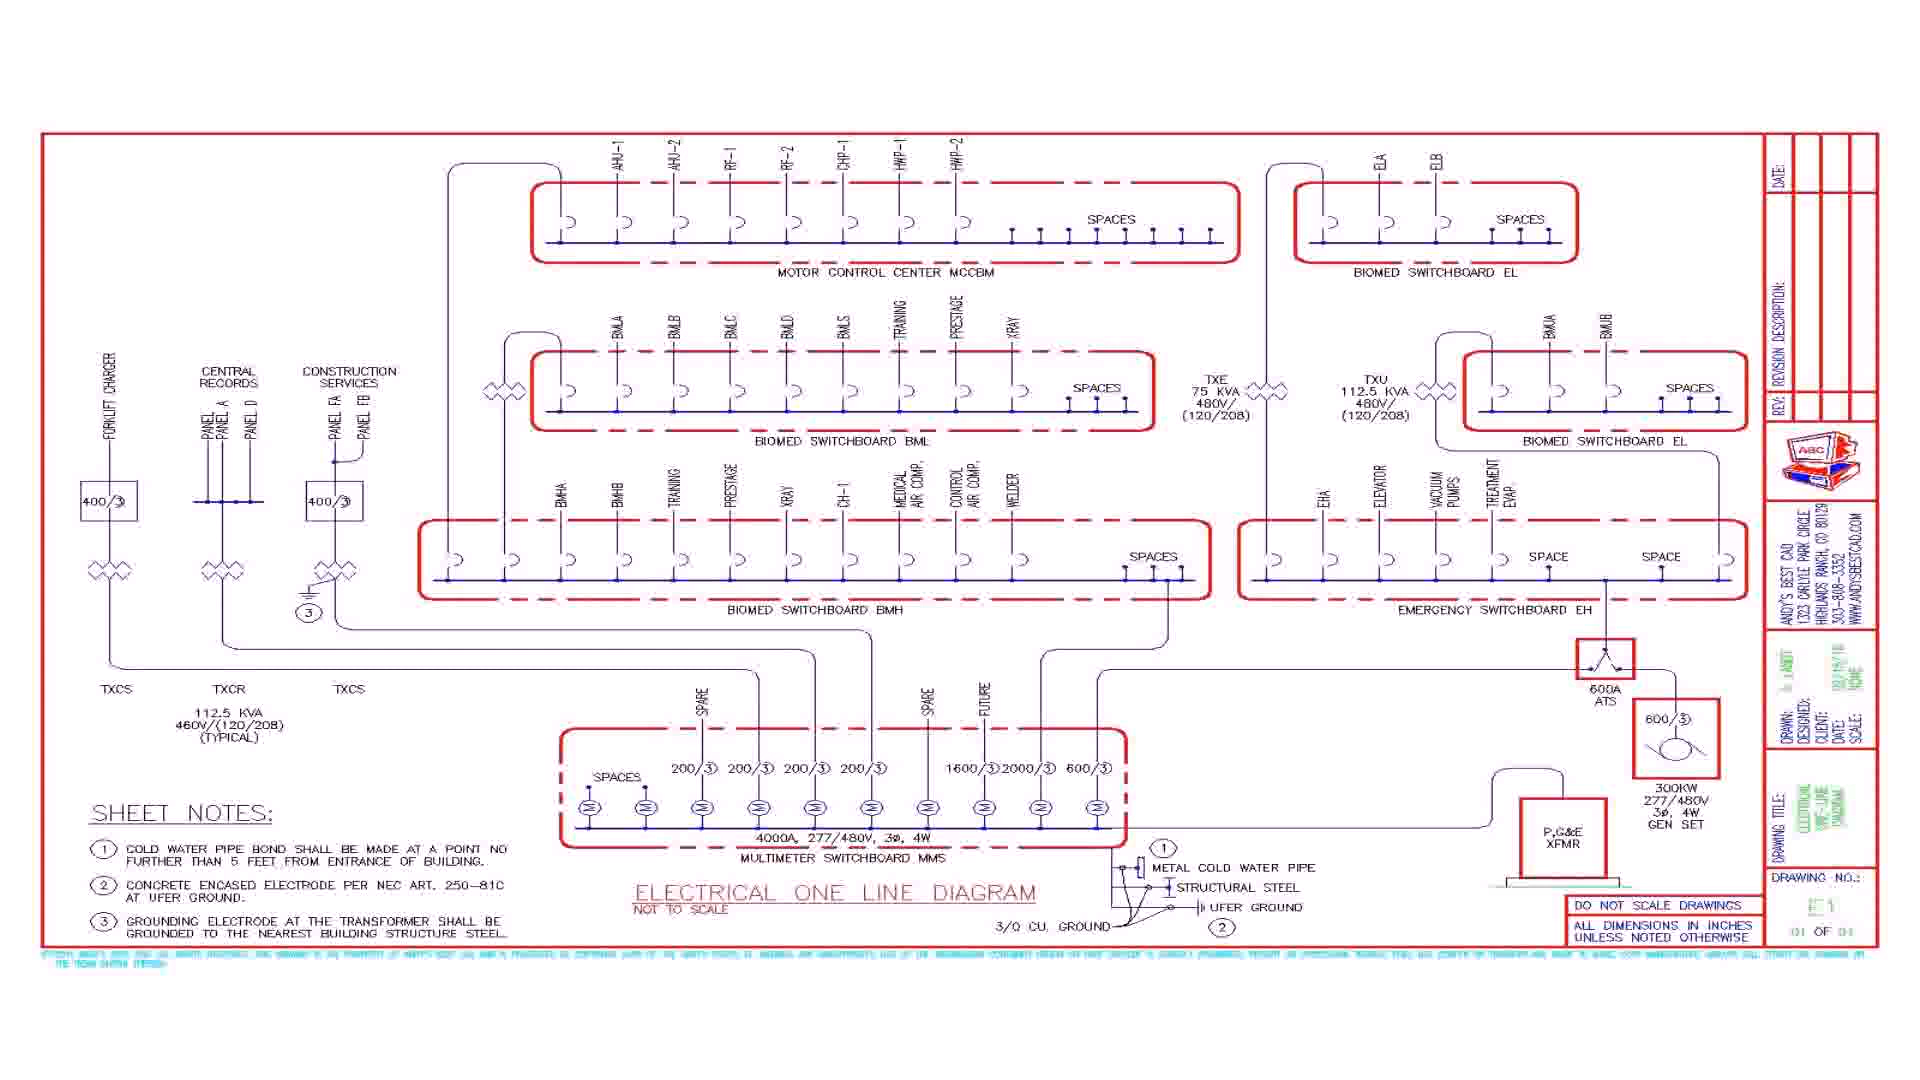 AHU-1
AHU-2
RF-1
RF-2
CHP-1
HWP-1
HWP-2
SPACES
MOTOR CONTROL CENTER MCCBM
ELA
ELB
SPACES
BIOMED SWITCHBOARD EL
BMLA
BMLB
BMLC
BMLD
BMLS
TRAINING
PRESTAGE
XRAY
SPACES
BIOMED SWITCHBOARD BML
TXE
75 KVA
480V/
(120/208)
TXU
112.5 KVA
480V/
(120/208)
BMUA
BMUB
SPACES
BIOMED SWITCHBOARD EL
FORKLIFT CHARGER
400/3
CENTRAL
RECORDS
PANEL
PANEL A
PANEL D
CONSTRUCTION
SERVICES
PANEL FA
PANEL FB
400/3
3
BMHA
BMHB
TRAINING
PRESTAGE
XRAY
CH-1
MEDICAL
AIR COMP.
CONTROL
AIR COMP.
WELDER
SPACES
BIOMED SWITCHBOARD BMH
EHA
ELEVATOR
VACUUM
PUMPS
TREATMENT
EVAP.
SPACE
SPACE
EMERGENCY SWITCHBOARD EH
TXCS
TXCR
TXCS
112.5 KVA
460V/(120/208)
(TYPICAL)
SPARE
SPARE
FUTURE
SPACES
200/3
200/3
200/3
200/3
1600/3
2000/3
600/3
M
M
M
M
M
M
M
M
M
M
4000A, 277/480V, 3ø, 4W
MULTIMETER SWITCHBOARD MMS
600A
ATS
600/3
300KW
277/480V
3ø, 4W
GEN SET
P,G&E
XFMR
1
METAL COLD WATER PIPE
STRUCTURAL STEEL
UFER GROUND
3/0 CU. GROUND
2
ELECTRICAL ONE LINE DIAGRAM
NOT TO SCALE
SHEET NOTES:
1 COLD WATER PIPE BOND SHALL BE MADE AT A POINT NO
FURTHER THAN 5 FEET FROM ENTRANCE OF BUILDING.
2 CONCRETE ENCASED ELECTRODE PER NEC ART. 250-81C
AT UFER GROUND.
3 GROUNDING ELECTRODE AT THE TRANSFORMER SHALL BE
GROUNDED TO THE NEAREST BUILDING STRUCTURE STEEL.
DO NOT SCALE DRAWINGS
ALL DIMENSIONS IN INCHES
UNLESS NOTED OTHERWISE
DATE:
REVISION DESCRIPTION:
REV:
ABC
ANDY'S BEST CAD
1323 CARLYLE PARK CIRCLE
HIGHLANDS RANCH, CO 80129
303-808-3352
WWW.ANDYSBESTCAD.COM
DRAWN:
DESIGNED:
CLIENT:
DATE:
SCALE:
NONE
DRAWING TITLE:
ELECTRICAL
ONE-LINE
DIAGRAM
DRAWING NO.:
E1
01 OF 01